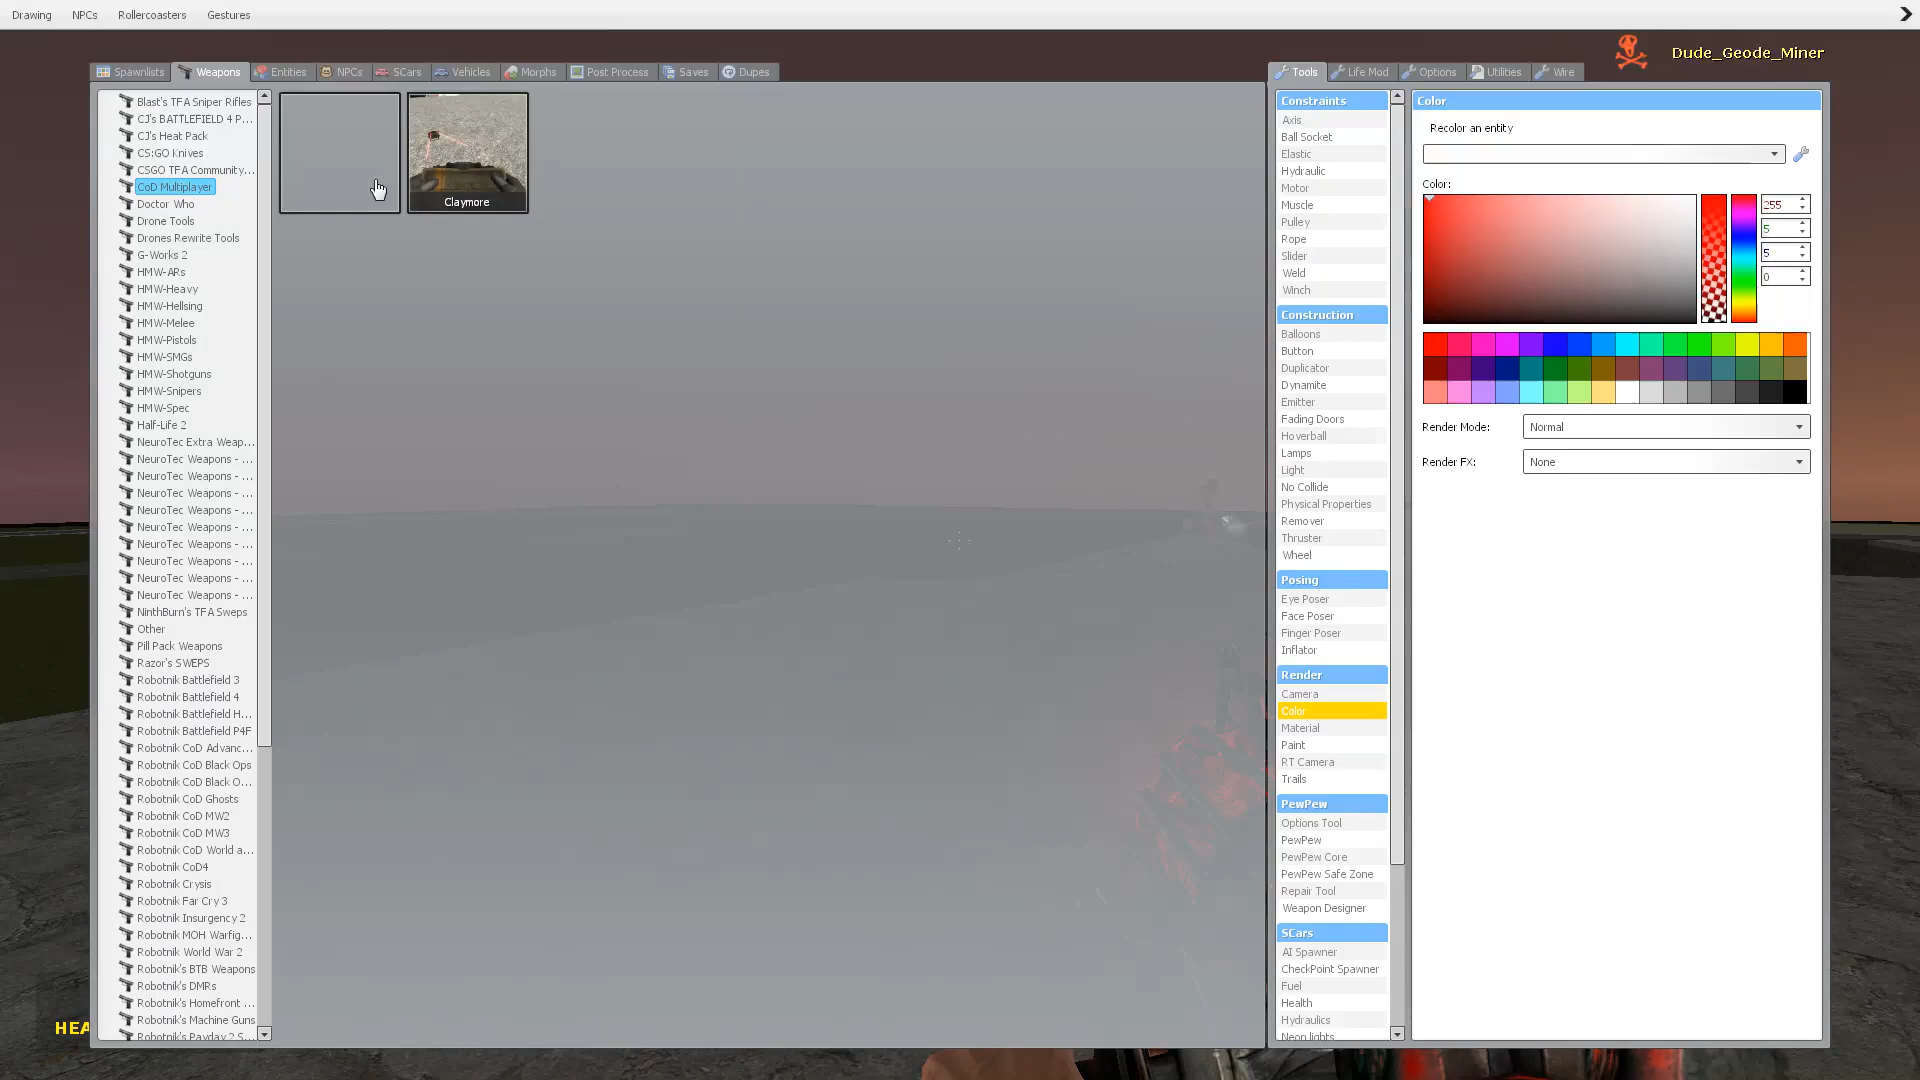 Drawing NPCs Rollercoasters Gestures
Dude_Geode_Miner
Spawnlists Weapons Entities NPCs SCars Vehicles Morphs Post Process Saves Dupes
Blast's TFA Sniper Rifles
CJ's BATTLEFIELD 4 P...
CJ's Heat Pack
CS:GO Knives
CSGO TFA Community...
CoD Multiplayer
Doctor Who
Drone Tools
Drones Rewrite Tools
G-Works 2
HMW-ARs
HMW-Heavy
HMW-Hellsing
HMW-Melee
HMW-Pistols
HMW-SMGs
HMW-Shotguns
HMW-Snipers
HMW-Spec
Half-Life 2
NeuroTec Extra Weap...
NeuroTec Weapons - ...
NeuroTec Weapons - ...
NeuroTec Weapons - ...
NeuroTec Weapons - ...
NeuroTec Weapons - ...
NeuroTec Weapons - ...
NeuroTec Weapons - ...
NeuroTec Weapons - ...
NeuroTec Weapons - ...
NinthBurn's TFA Sweps
Other
Pill Pack Weapons
Razor's SWEPS
Robotnik Battlefield 3
Robotnik Battlefield 4
Robotnik Battlefield H...
Robotnik Battlefield P4F
Robotnik CoD Advanc...
Robotnik CoD Black Ops
Robotnik CoD Black O...
Robotnik CoD Ghosts
Robotnik CoD MW2
Robotnik CoD MW3
Robotnik CoD World a...
Robotnik CoD4
Robotnik Crysis
Robotnik Far Cry 3
Robotnik Insurgency 2
Robotnik MOH Warfig...
Robotnik World War 2
Robotnik's BTB Weapons
Robotnik's DMRs
Robotnik's Homefront ...
Robotnik's Machine Guns
Robotnik's Payday 2 S...
Claymore
HEA
Tools Life Mod Options Utilities Wire
Constraints
Axis
Ball Socket
Elastic
Hydraulic
Motor
Muscle
Pulley
Rope
Slider
Weld
Winch
Construction
Balloons
Button
Duplicator
Dynamite
Emitter
Fading Doors
Hoverball
Lamps
Light
No Collide
Physical Properties
Remover
Thruster
Wheel
Posing
Eye Poser
Face Poser
Finger Poser
Inflator
Render
Camera
Color
Material
Paint
RT Camera
Trails
PewPew
Options Tool
PewPew
PewPew Core
PewPew Safe Zone
Repair Tool
Weapon Designer
SCars
AI Spawner
CheckPoint Spawner
Fuel
Health
Hydraulics
Neon lights
Color
Recolor an entity
Color:
255
5
5
0
Render Mode: Normal
Render FX: None